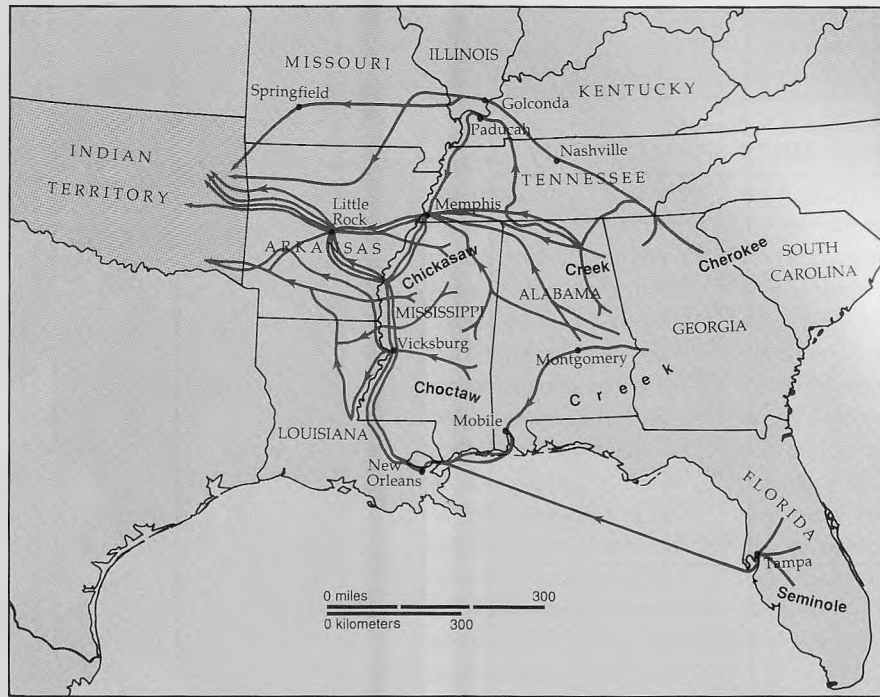 MISSOURI
ILLINOIS
Springfield
Golconda
KENTUCKY
Paducah
INDIAN
TERRITORY
Nashville
TENNESSEE
Little
Rock
Memphis
ARKANSAS
Chickasaw
Creek
Cherokee
SOUTH
CAROLINA
ALABAMA
MISSISSIPPI
GEORGIA
Vicksburg
Montgomery
Choctaw
Creek
Mobile
LOUISIANA
New
Orleans
FLORIDA
Tampa
Seminole
0 miles 300
0 kilometers 300